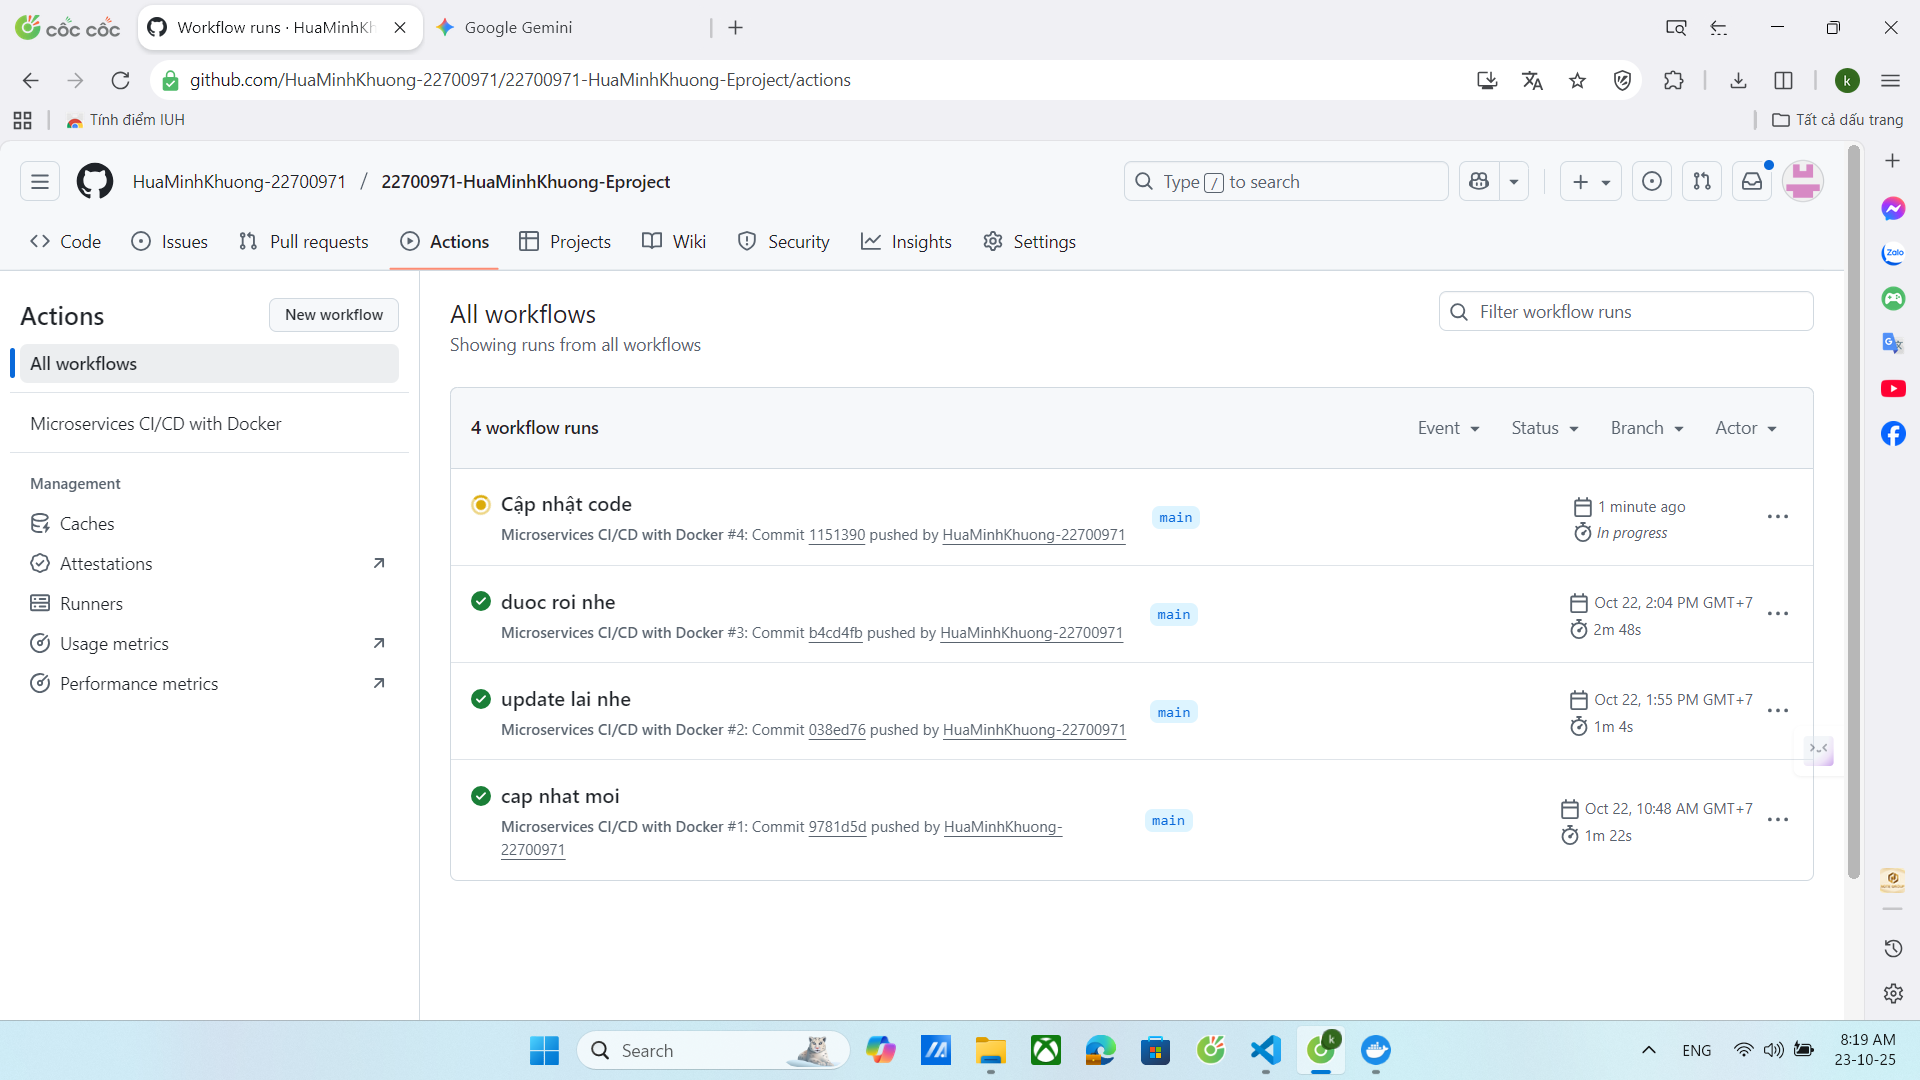 cốc cốc
Workflow runs · HuaMinhKh
Google Gemini
github.com/HuaMinhKhuong-22700971/22700971-HuaMinhKhuong-Eproject/actions
k
Tính điểm IUH
Tất cả dấu trang
HuaMinhKhuong-22700971 / 22700971-HuaMinhKhuong-Eproject
Type / to search
Code
Issues
Pull requests
Actions
Projects
Wiki
Security
Insights
Settings
Zalo
Actions
New workflow
All workflows
Microservices CI/CD with Docker
Management
Caches
Attestations
Runners
Usage metrics
Performance metrics
All workflows
Showing runs from all workflows
Filter workflow runs
4 workflow runs
Event
Status
Branch
Actor
Cập nhật code
Microservices CI/CD with Docker #4: Commit 1151390 pushed by HuaMinhKhuong-22700971
main
1 minute ago
In progress
duoc roi nhe
Microservices CI/CD with Docker #3: Commit b4cd4fb pushed by HuaMinhKhuong-22700971
main
Oct 22, 2:04 PM GMT+7
2m 48s
update lai nhe
Microservices CI/CD with Docker #2: Commit 038ed76 pushed by HuaMinhKhuong-22700971
main
Oct 22, 1:55 PM GMT+7
1m 4s
cap nhat moi
Microservices CI/CD with Docker #1: Commit 9781d5d pushed by HuaMinhKhuong-
22700971
main
Oct 22, 10:48 AM GMT+7
1m 22s
Search
k
ENG
8:19 AM
23-10-25